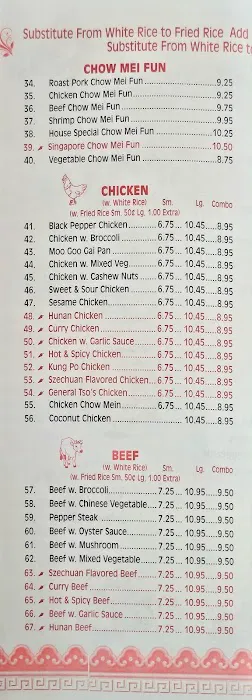 Substitute From White Rice to Fried Rice Add
Substitute From White Rice t
CHOW MEI FUN
34. Roast Pork Chow Mei Fun.....9.25
35. Chicken Chow Mei Fun.....9.25
36. Beef Chow Mei Fun.....9.75
37. Shrimp Chow Mei Fun.....9.95
38. House Special Chow Mei Fun.....10.25
39. Singapore Chow Mei Fun.....10.50
40. Vegetable Chow Mei Fun.....8.75
CHICKEN
(w. White Rice) Sm. Lg. Combo
(w. Fried Rice Sm. 50¢ Lg. 1.00 Extra)
41. Black Pepper Chicken.....6.75... 10.45.....8.95
42. Chicken w. Broccoli.....6.75... 10.45.....8.95
43. Moo Goo Gai Pan.....6.75... 10.45.....8.95
44. Chicken w. Mixed Veg.....6.75... 10.45.....8.95
45. Chicken w. Cashew Nuts.....6.75... 10.45.....8.95
46. Sweet & Sour Chicken.....6.75... 10.45.....8.95
47. Sesame Chicken.....6.75... 10.45.....8.95
48. Hunan Chicken.....6.75... 10.45.....8.95
49. Curry Chicken.....6.75... 10.45.....8.95
50. Chicken w. Garlic Sauce.....6.75... 10.45.....8.95
51. Hot & Spicy Chicken.....6.75... 10.45.....8.95
52. Kung Po Chicken.....6.75... 10.45.....8.95
53. Szechuan Flavored Chicken...6.75... 10.45.....8.95
54. General Tso's Chicken.....6.75... 10.45.....8.95
55. Chicken Chow Mein.....6.75... 10.45.....8.95
56. Coconut Chicken.....10.45.....8.95
BEEF
(w. White Rice) Sm. Lg. Combo
(w. Fried Rice Sm. 50¢ Lg. 1.00 Extra)
57. Beef w. Broccoli.....7.25... 10.95.....9.50
58. Beef w. Chinese Vegetable....7.25... 10.95.....9.50
59. Pepper Steak.....7.25... 10.95.....9.50
60. Beef w. Oyster Sauce.....7.25... 10.95.....9.50
61. Beef w. Mushroom.....7.25... 10.95.....9.50
62. Beef w. Mixed Vegetable.....7.25... 10.95.....9.50
63. Szechuan Flavored Beef.....7.25... 10.95.....9.50
64. Curry Beef.....7.25... 10.95.....9.50
65. Hot & Spicy Beef.....7.25... 10.95.....9.50
66. Beef w. Garlic Sauce.....7.25... 10.95.....9.50
67. Hunan Beef.....7.25... 10.95.....9.50